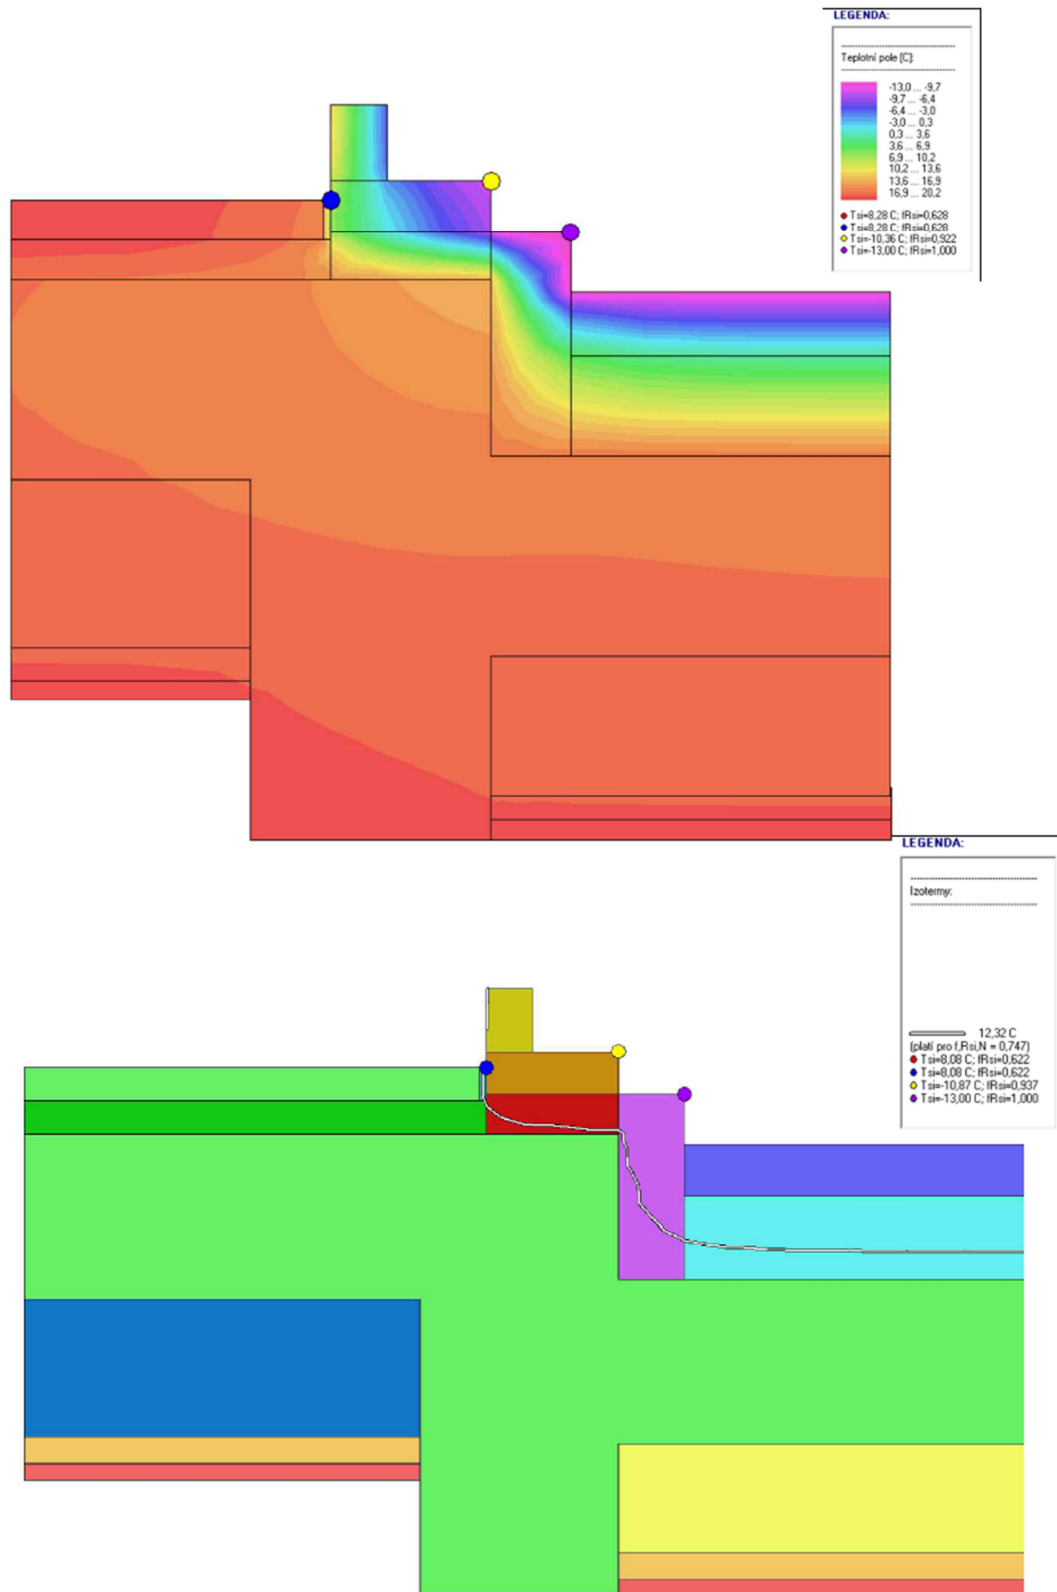 LEGENDA:
Teplotní pole [C]:
-13,0 ... -9,7
-9,7 ... -6,4
-6,4 ... -3,0
-3,0 ... 0,3
0,3 ... 3,6
3,6 ... 6,9
6,9 ... 10,2
10,2 ... 13,6
13,6 ... 16,9
16,9 ... 20,2
Tsi=8,28 C; fRsi=0,628
Tsi=8,28 C; fRsi=0,628
Tsi=-10,36 C; fRsi=0,922
Tsi=-13,00 C; fRsi=1,000
LEGENDA:
Izotermy:
12,32 C
(platí pro f,Rsi,N = 0,747)
Tsi=8,08 C; fRsi=0,622
Tsi=8,08 C; fRsi=0,622
Tsi=-10,87 C; fRsi=0,937
Tsi=-13,00 C; fRsi=1,000